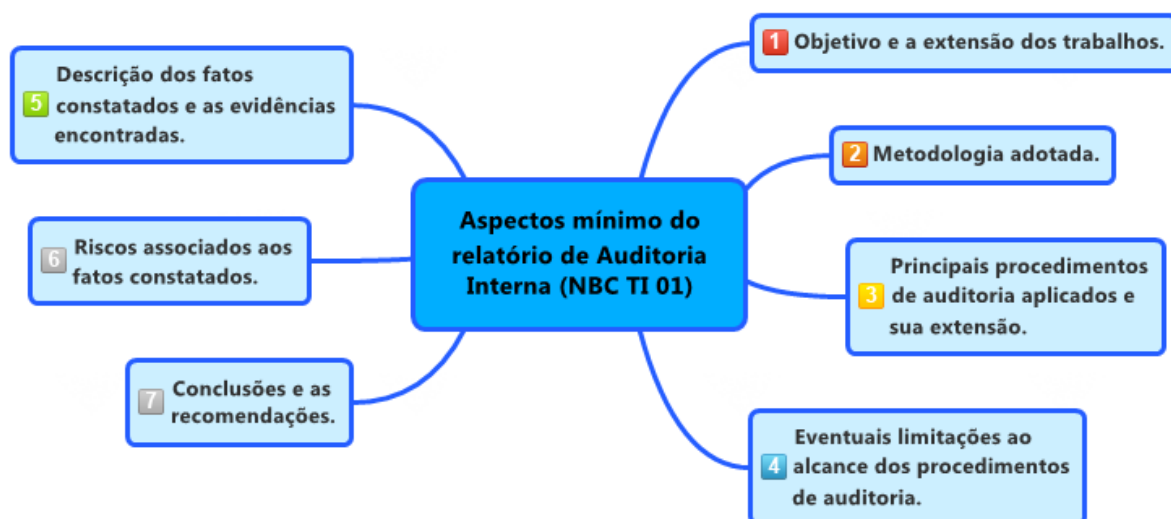 Aspectos mínimo do
relatório de Auditoria
Interna (NBC TI 01)
1 Objetivo e a extensão dos trabalhos.
2 Metodologia adotada.
3 Principais procedimentos
de auditoria aplicados e
sua extensão.
4 Eventuais limitações ao
alcance dos procedimentos
de auditoria.
5 Descrição dos fatos
constatados e as evidências
encontradas.
6 Riscos associados aos
fatos constatados.
7 Conclusões e as
recomendações.